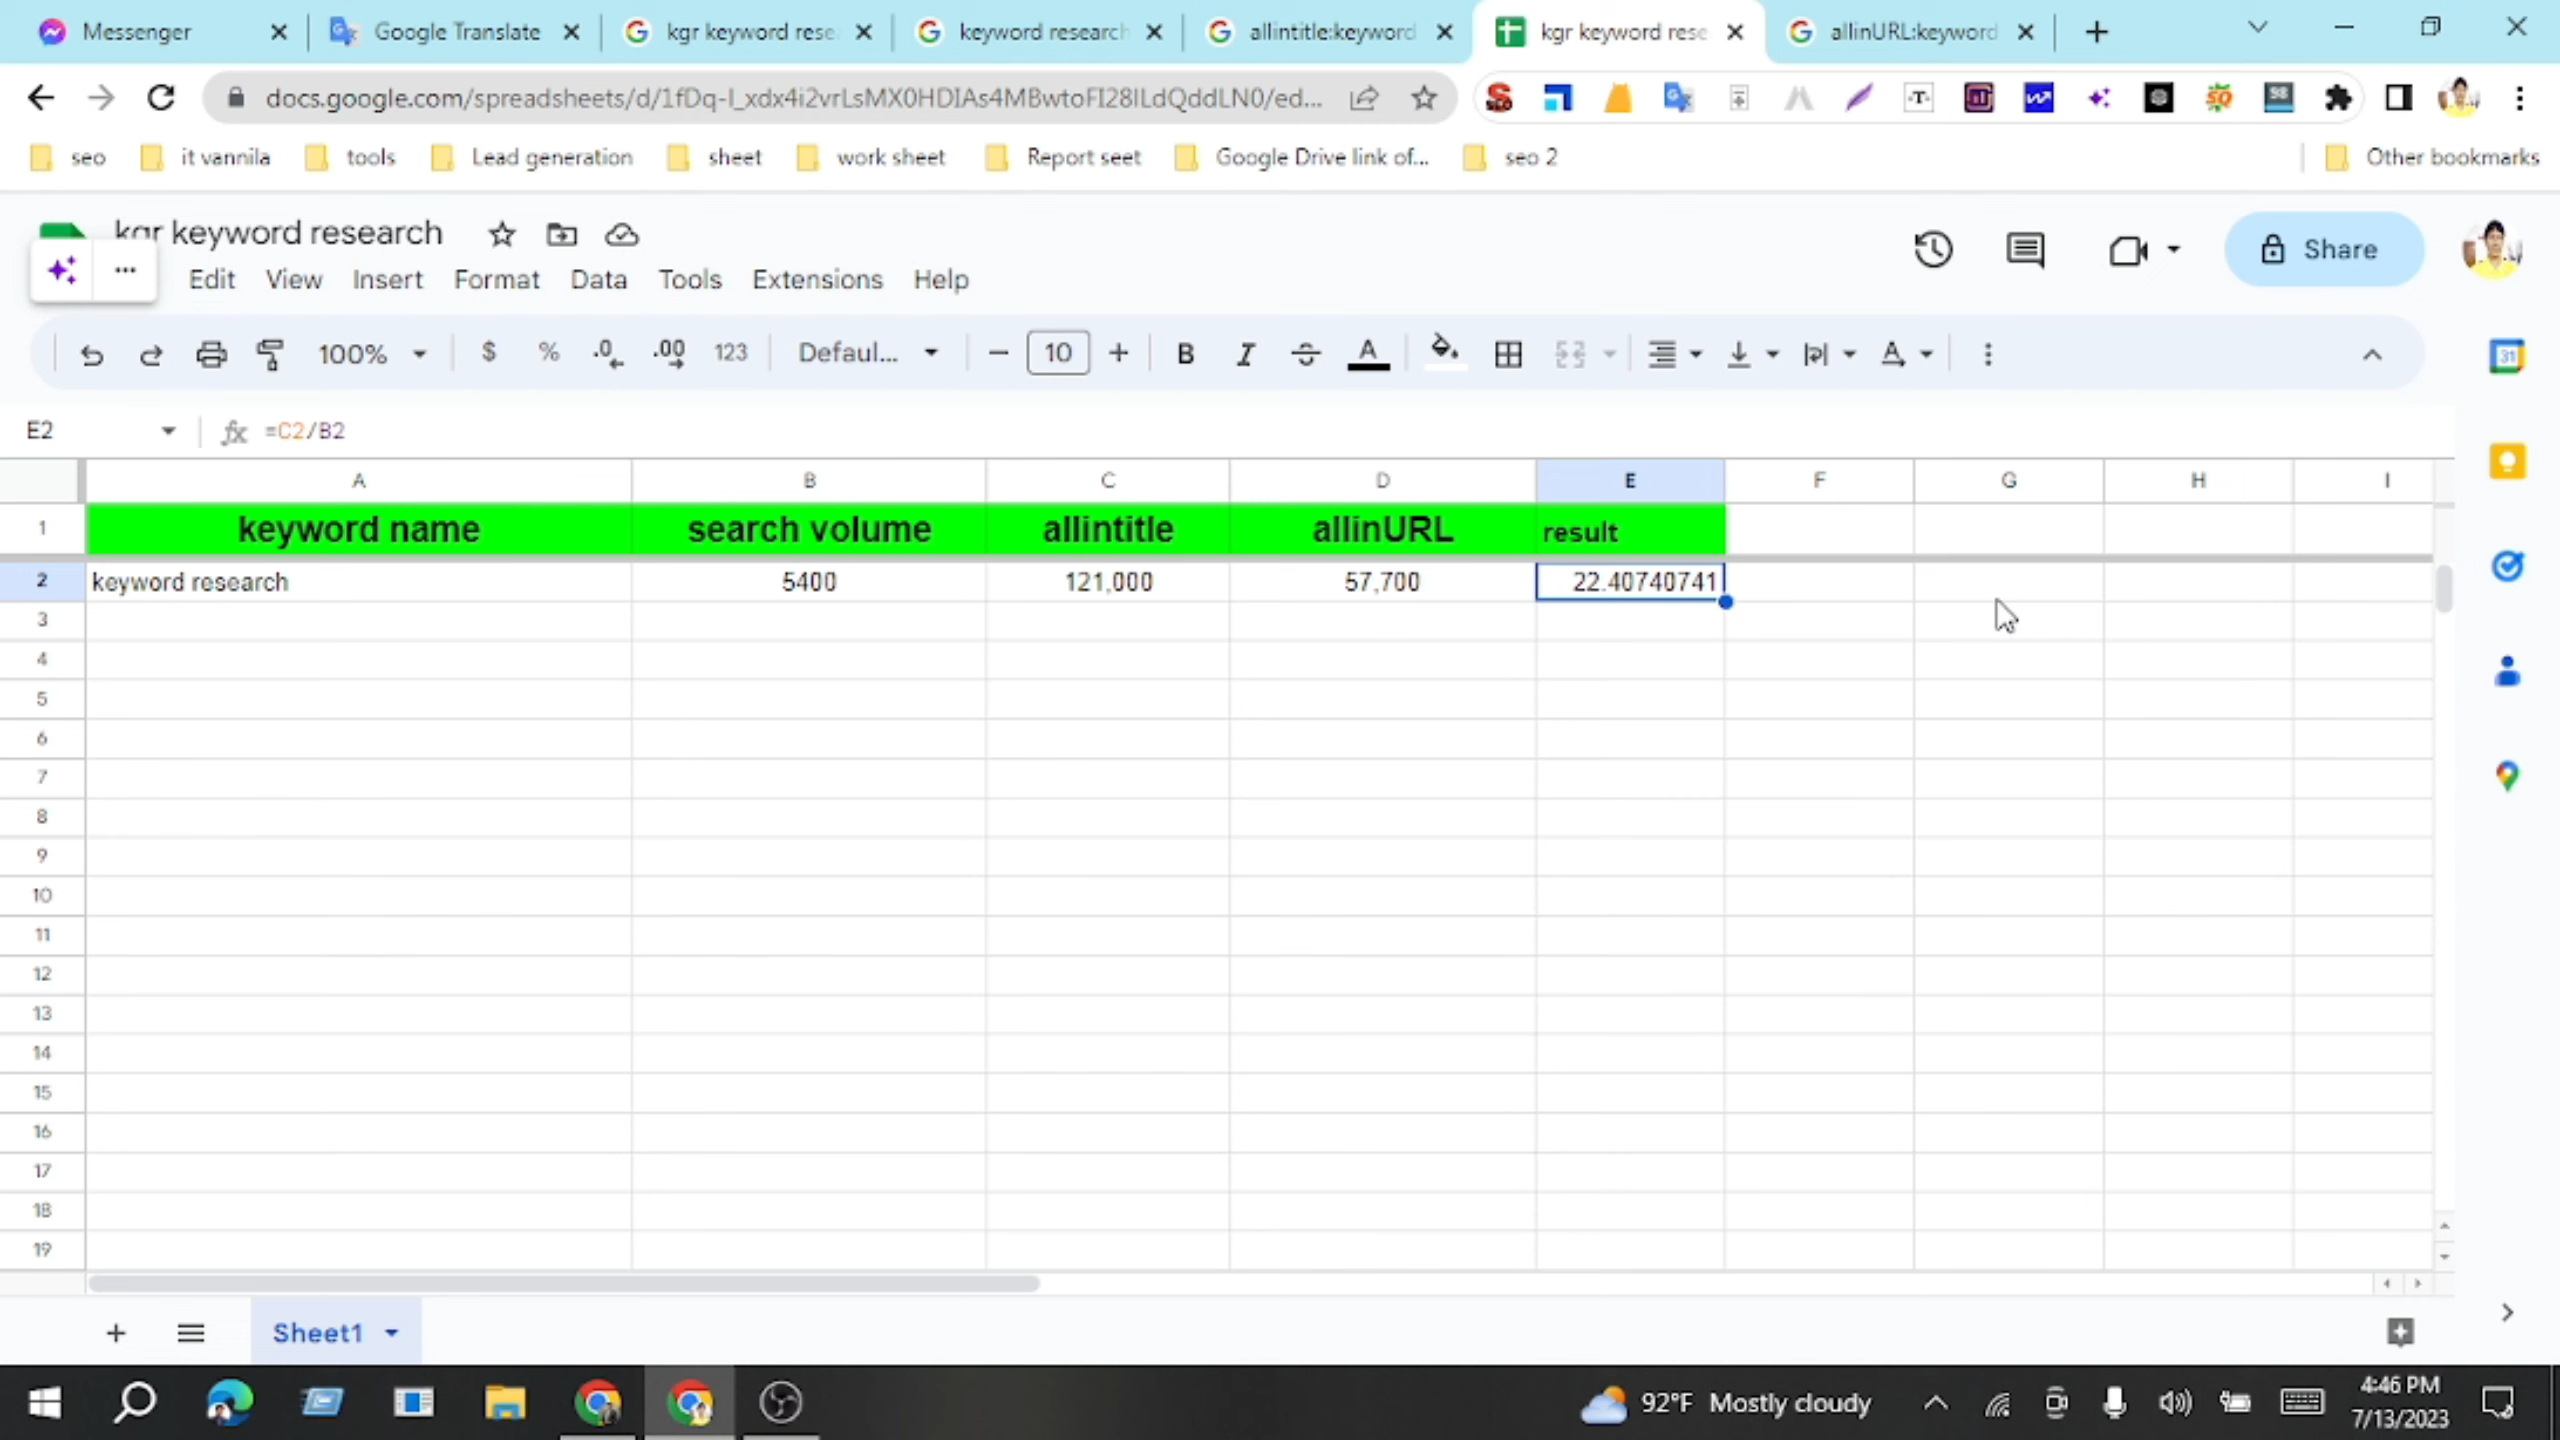 Messenger
Google Translate
kgr keyword rese
keyword research
allintitle:keyword
kgr keyword rese
allinURL:keyword
docs.google.com/spreadsheets/d/1fDq-I_xdx4i2vrLsMX0HDIAs4MBwtoFI28ILdQddLN0/ed...
seo
it vannila
tools
Lead generation
sheet
work sheet
Report seet
Google Drive link of...
seo 2
Other bookmarks
kgr keyword research
Edit View Insert Format Data Tools Extensions Help
Share
100%
$ % .0 .00 123
Defaul...
10
E2
=C2/B2
A B C D E F G H I
1 keyword name search volume allintitle allinURL result
2 keyword research 5400 121,000 57,700 22.40740741
3
4
5
6
7
8
9
10
11
12
13
14
15
16
17
18
19
Sheet1
92°F Mostly cloudy
4:46 PM
7/13/2023